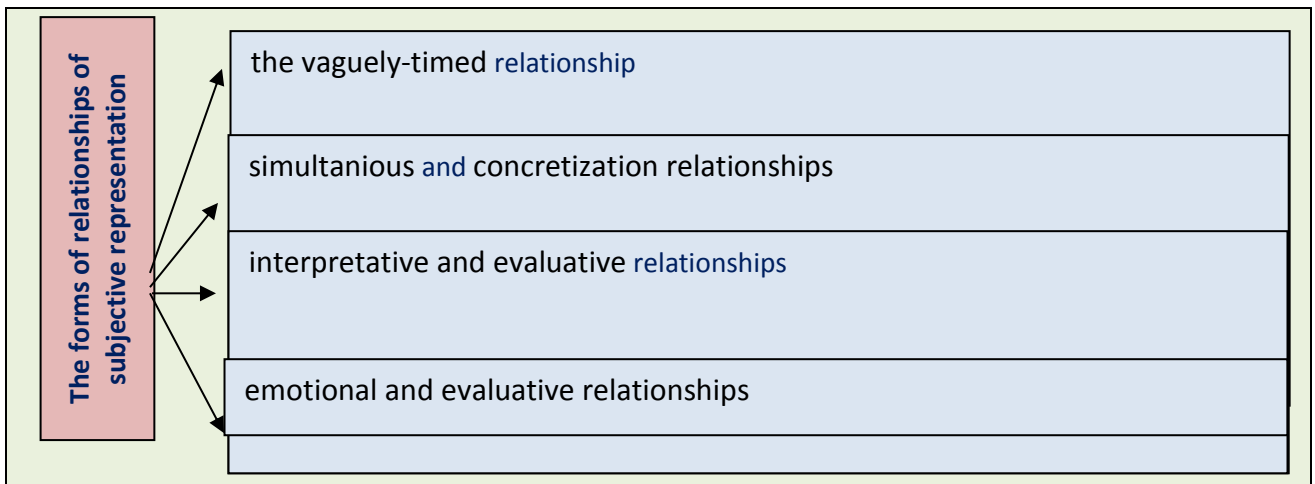 The forms of relationships of
subjective representation
the vaguely-timed relationship
simultanious and concretization relationships
interpretative and evaluative relationships
emotional and evaluative relationships